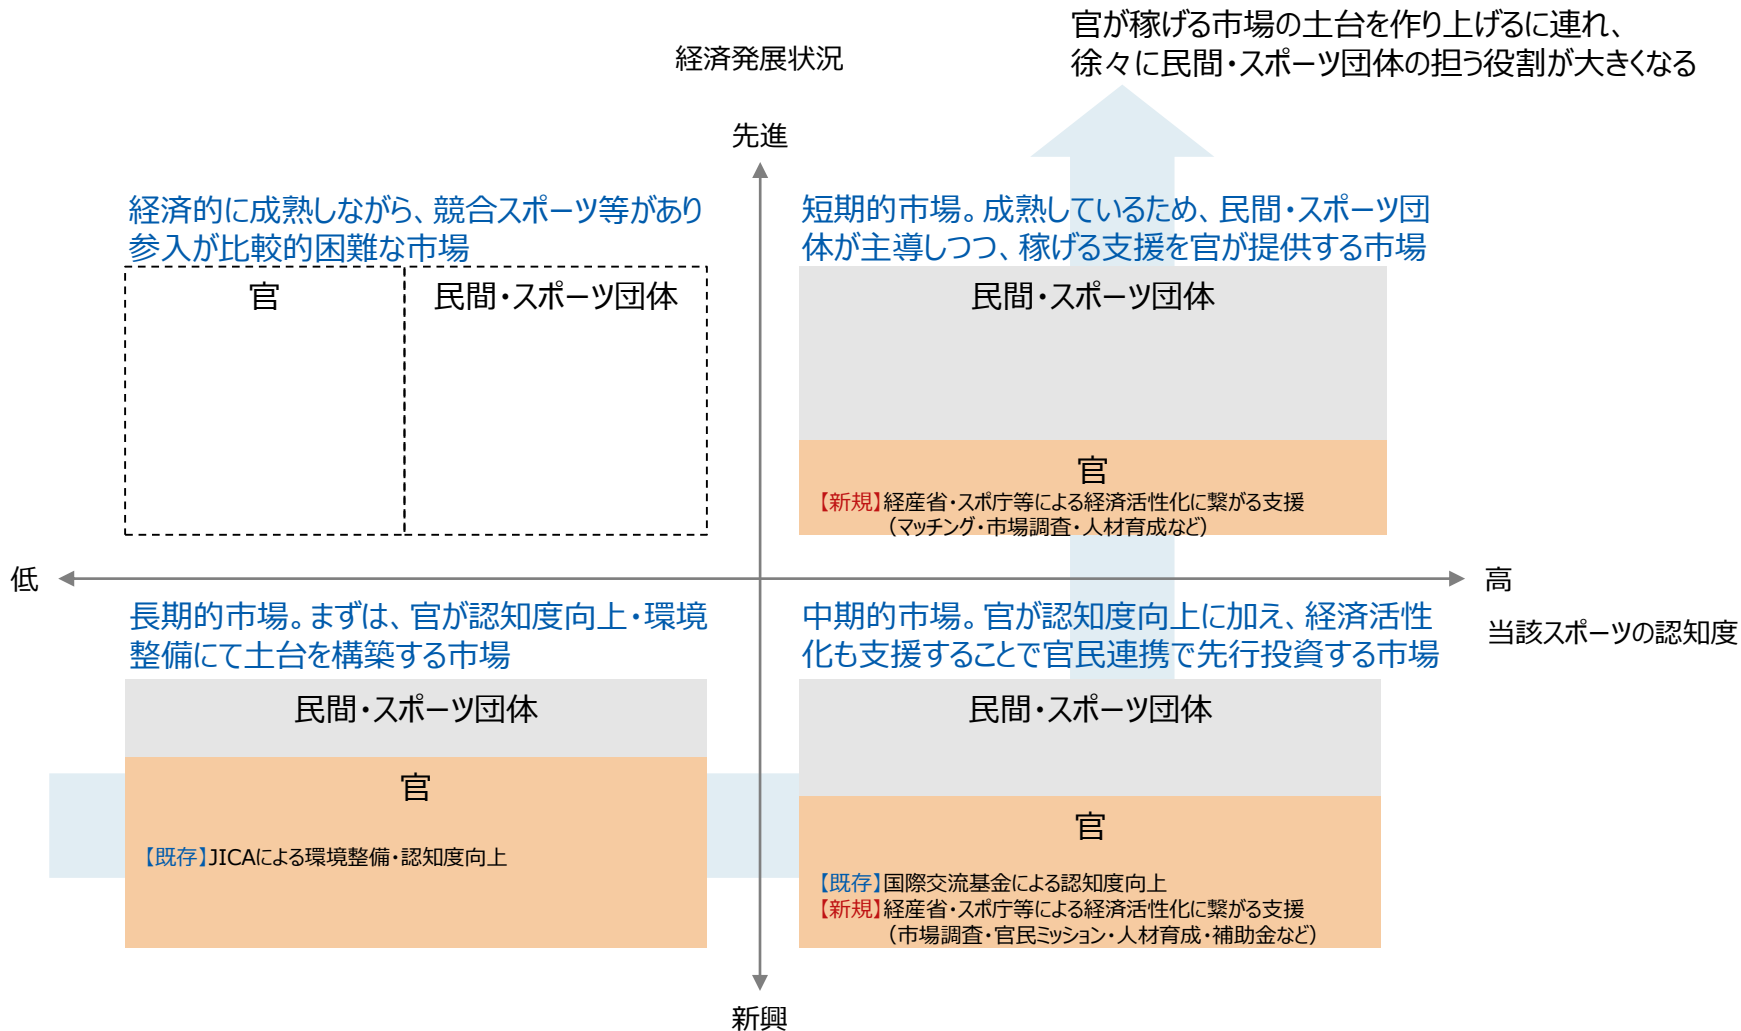 官が稼げる市場の土台を作り上げるに連れ、
徐々に民間・スポーツ団体の担う役割が大きくなる
経済発展状況
先進
経済的に成熟しながら、競合スポーツ等があり
参入が比較的困難な市場
官
民間・スポーツ団体
短期的市場。成熟しているため、民間・スポーツ団
体が主導しつつ、稼げる支援を官が提供する市場
民間・スポーツ団体
官
【新規】経産省・スポ庁等による経済活性化に繋がる支援
（マッチング・市場調査・人材育成など）
低
高
当該スポーツの認知度
長期的市場。まずは、官が認知度向上・環境
整備にて土台を構築する市場
民間・スポーツ団体
官
【既存】JICAによる環境整備・認知度向上
中期的市場。官が認知度向上に加え、経済活性
化も支援することで官民連携で先行投資する市場
民間・スポーツ団体
官
【既存】国際交流基金による認知度向上
【新規】経産省・スポ庁等による経済活性化に繋がる支援
（市場調査・官民ミッション・人材育成・補助金など）
新興